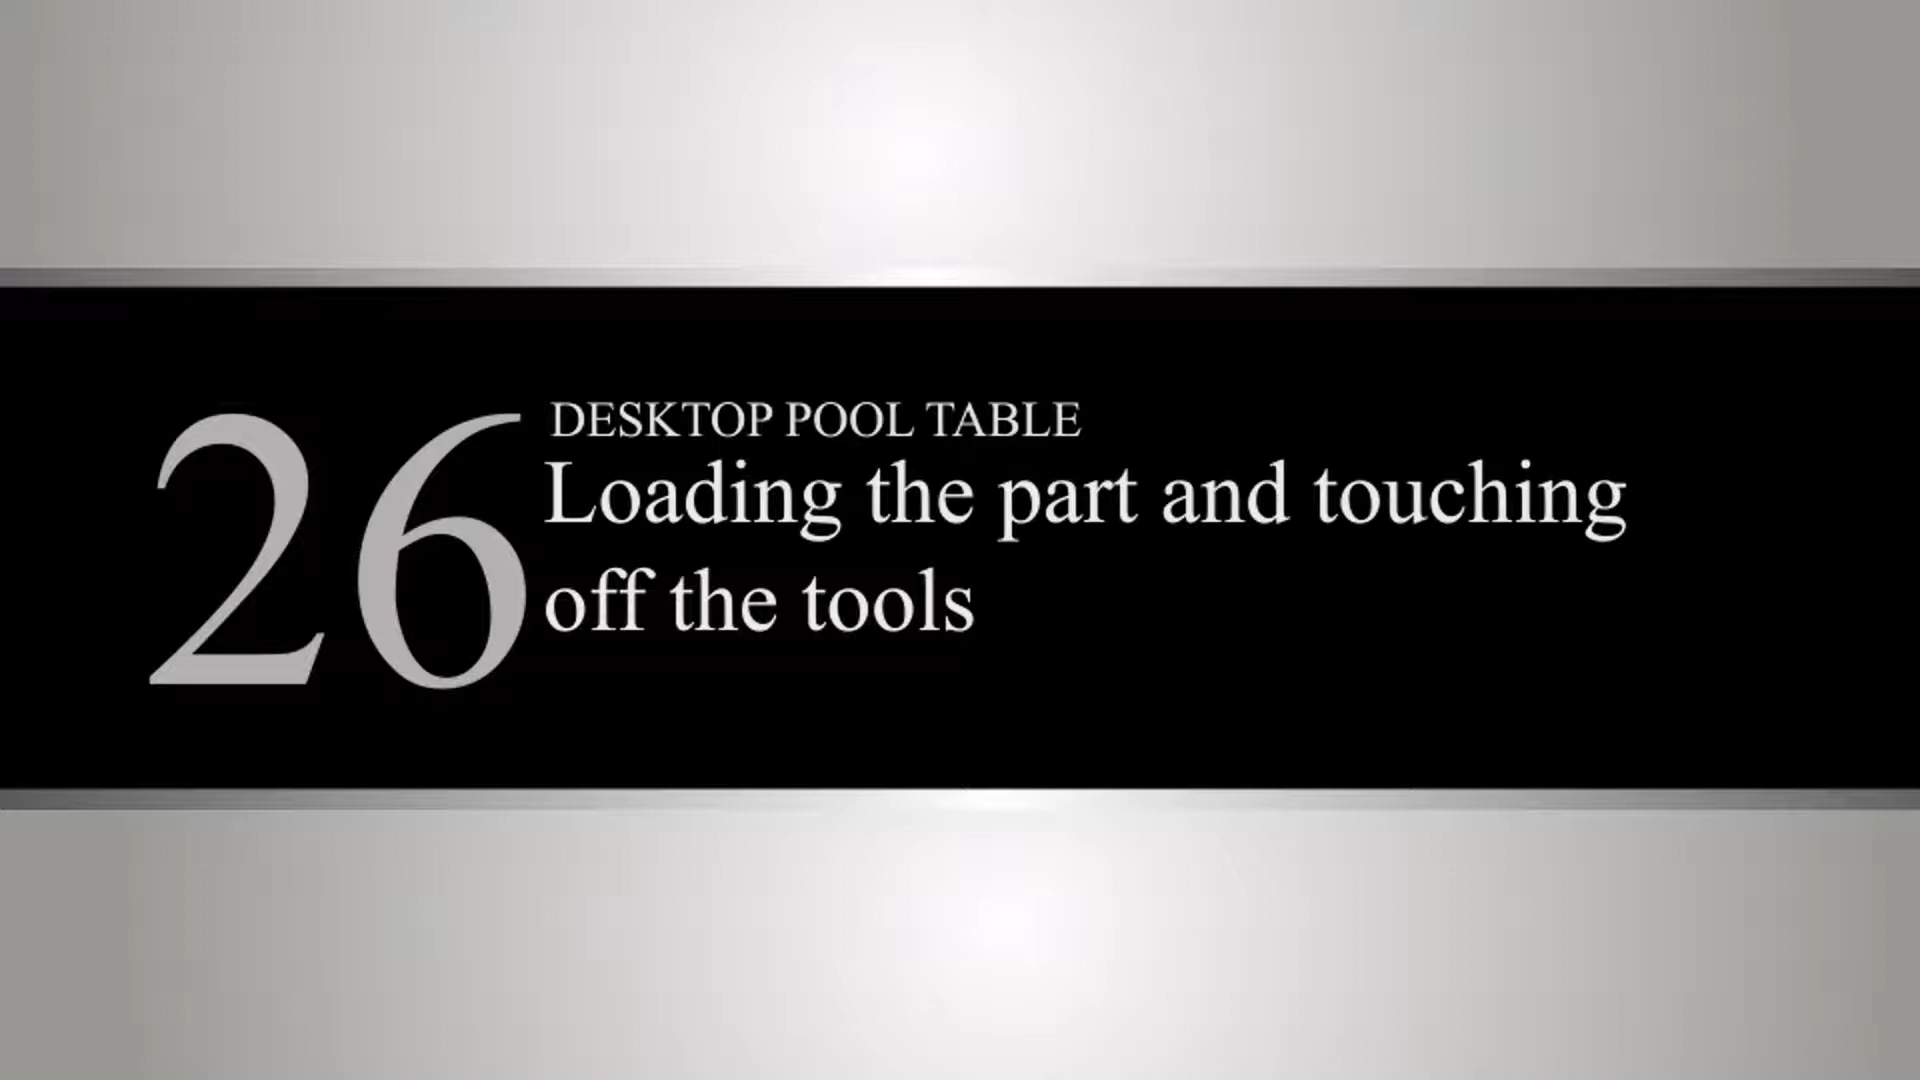 26
DESKTOP POOL TABLE
Loading the part and touching
off the tools